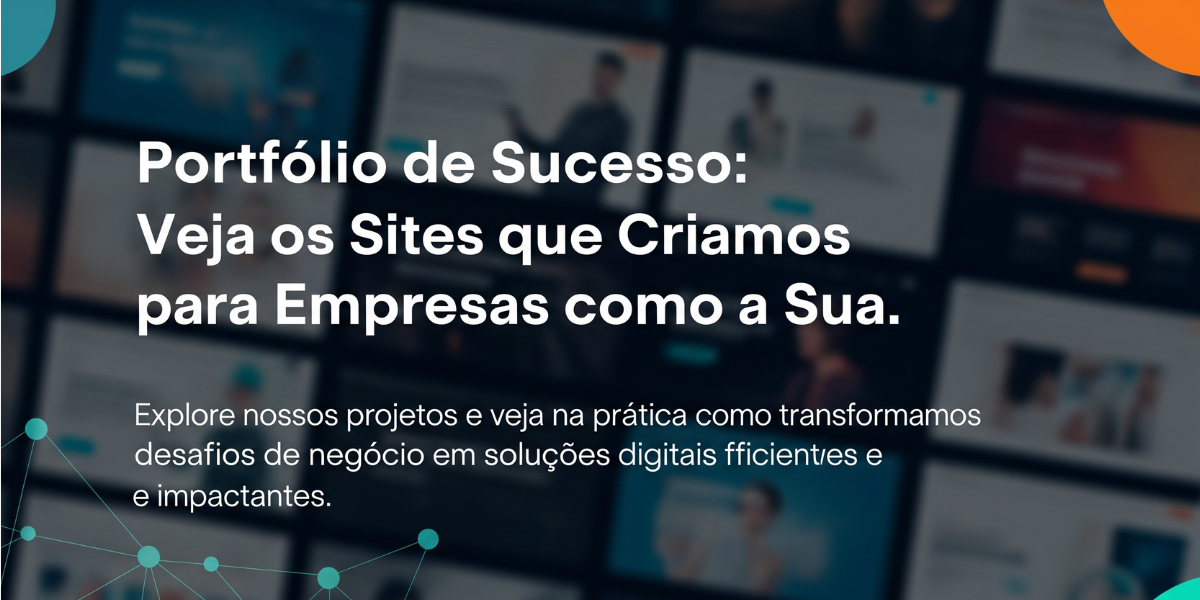 Portfólio de Sucesso:
Veja os Sites que Criamos
para Empresas como a Sua.
Explore nossos projetos e veja na prática como transformamos
desafios de negócio em soluções digitais fficient/es e
e impactantes.